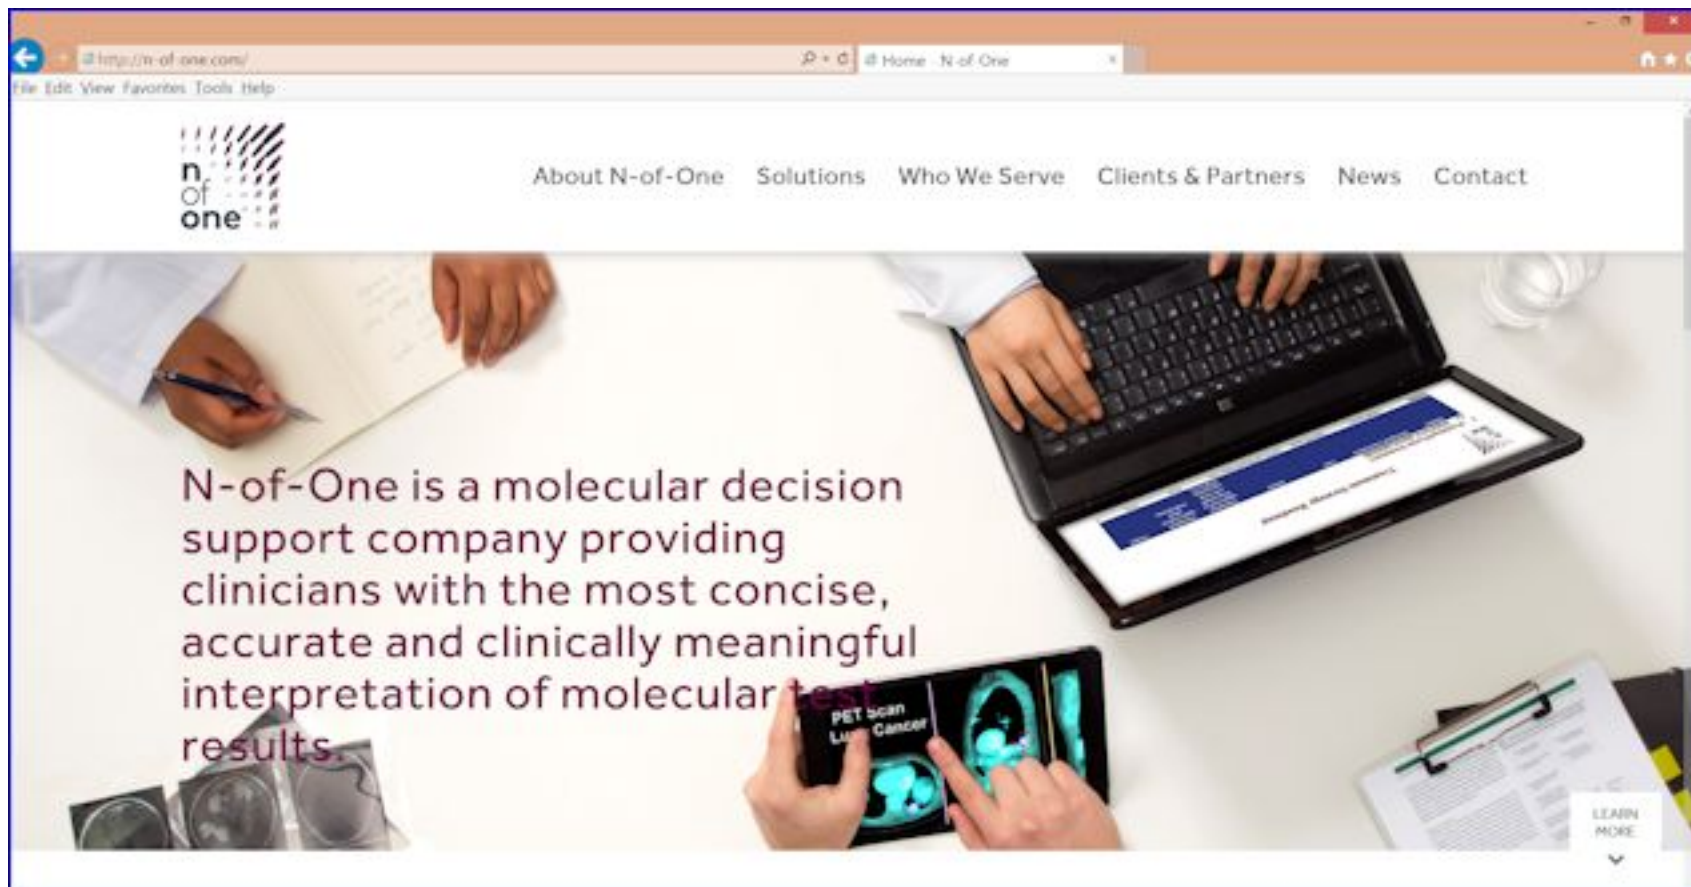 http://n-of-one.com/
Home - N-of-One
File Edit View Favorites Tools Help
n
of
one
About N-of-One Solutions Who We Serve Clients & Partners News Contact
N-of-One is a molecular decision
support company providing
clinicians with the most concise,
accurate and clinically meaningful
interpretation of molecular test
results.
PET Scan
Lung Cancer
LEARN
MORE